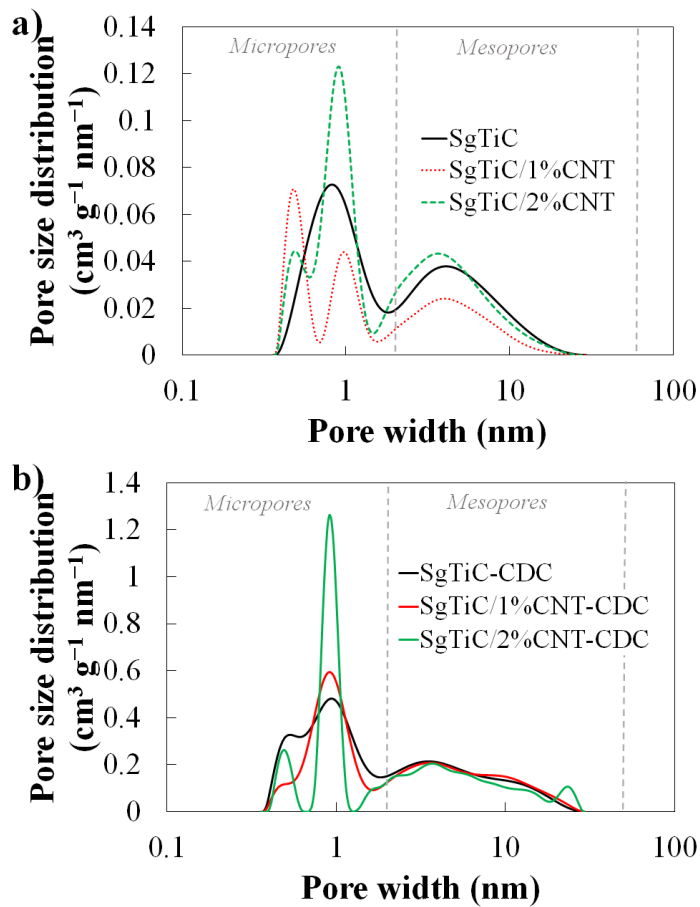 a)
Pore size distribution
(cm³ g⁻¹ nm⁻¹)
0.14
0.12
0.1
0.08
0.06
0.04
0.02
0
Micropores
Mesopores
SgTiC
SgTiC/1%CNT
SgTiC/2%CNT
0.1 1 10 100
Pore width (nm)
b)
Pore size distribution
(cm³ g⁻¹ nm⁻¹)
1.4
1.2
1
0.8
0.6
0.4
0.2
0
Micropores
Mesopores
SgTiC-CDC
SgTiC/1%CNT-CDC
SgTiC/2%CNT-CDC
0.1 1 10 100
Pore width (nm)